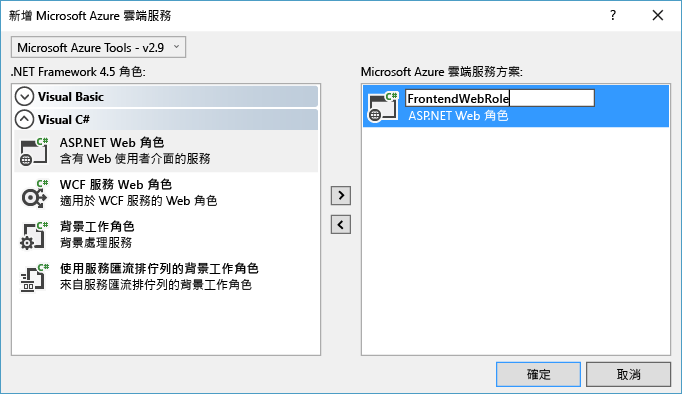 新增 Microsoft Azure 雲端服務
Microsoft Azure Tools - v2.9
.NET Framework 4.5 角色:
Visual Basic
Visual C#
C#
ASP.NET Web 角色
含有 Web 使用者介面的服務
C#
WCF 服務 Web 角色
適用於 WCF 服務的 Web 角色
C#
背景工作角色
背景處理服務
C#
使用服務匯流排佇列的背景工作角色
來自服務匯流排佇列的背景工作角色
Microsoft Azure 雲端服務方案:
C#
FrontendWebRole
ASP.NET Web 角色
確定
取消